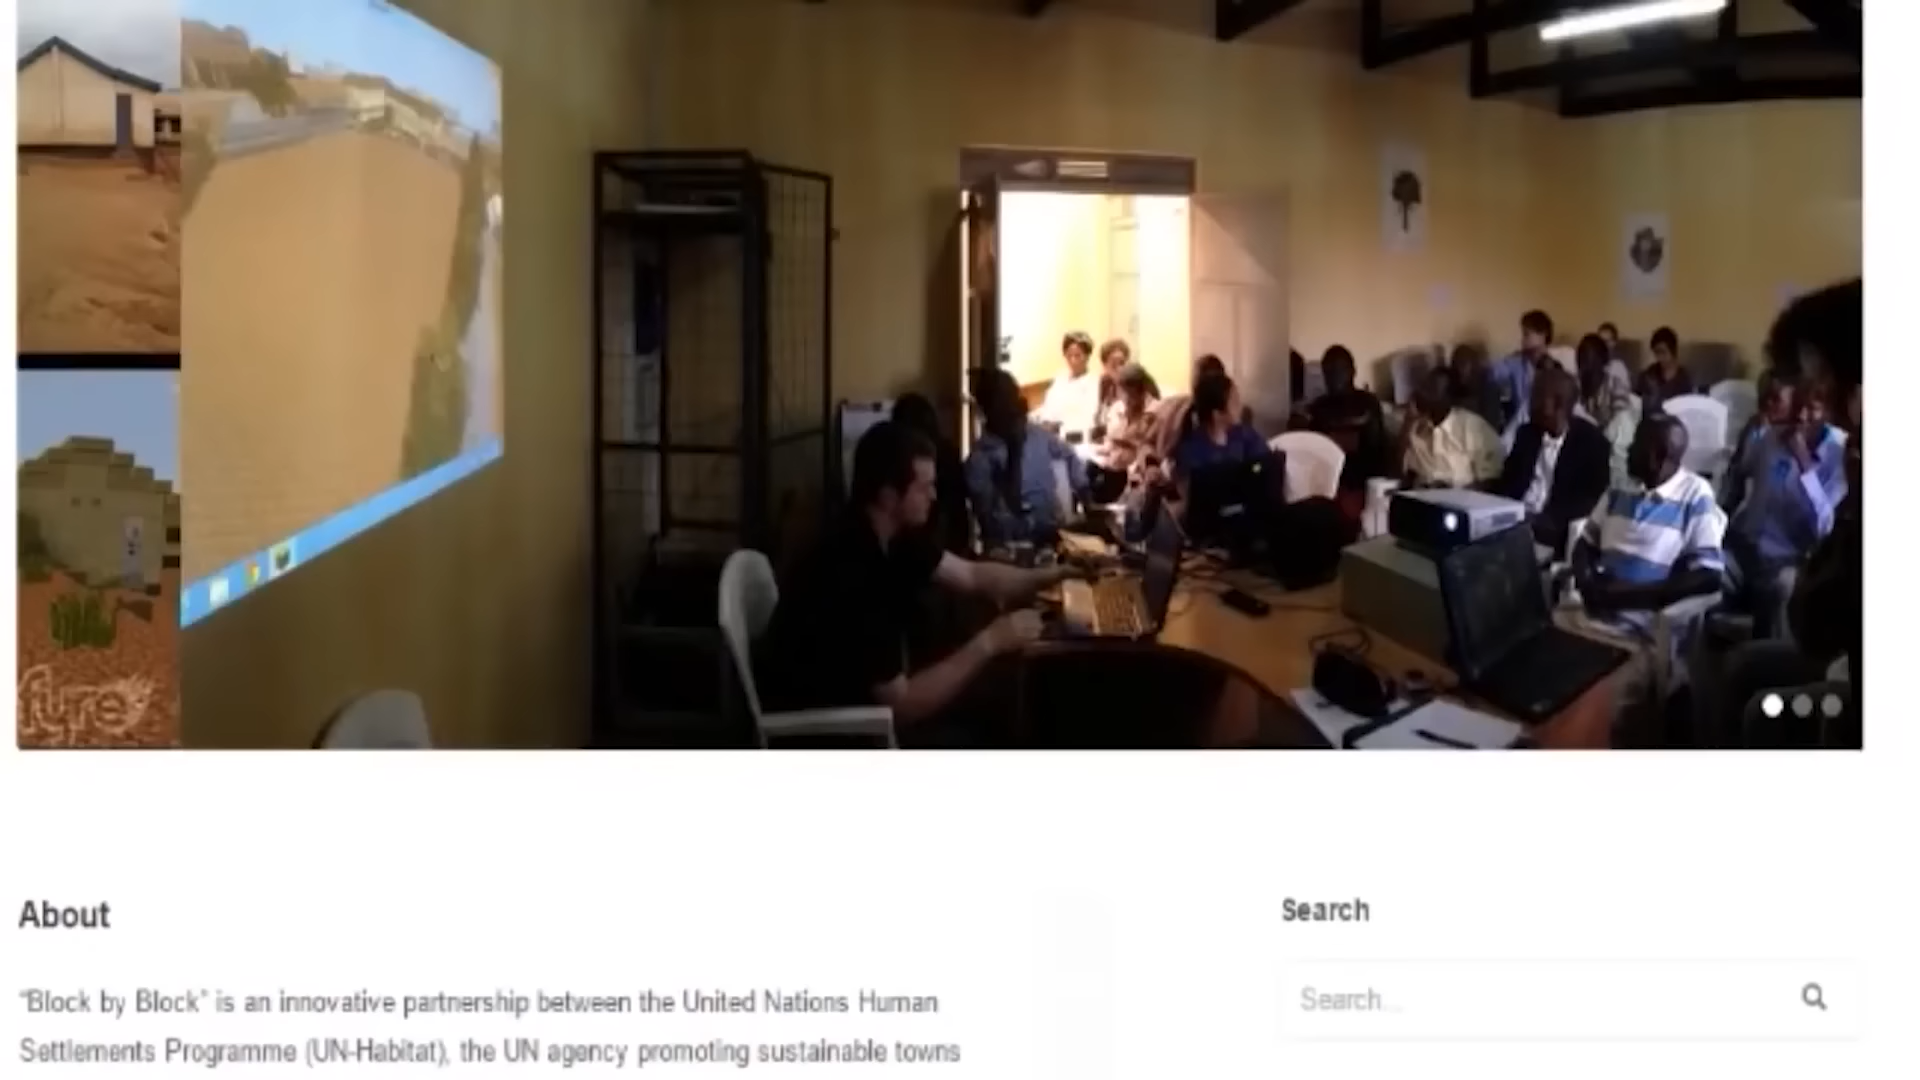 fyre
About
Search
"Block by Block" is an innovative partnership between the United Nations Human
Search...
Settlements Programme (UN-Habitat), the UN agency promoting sustainable towns